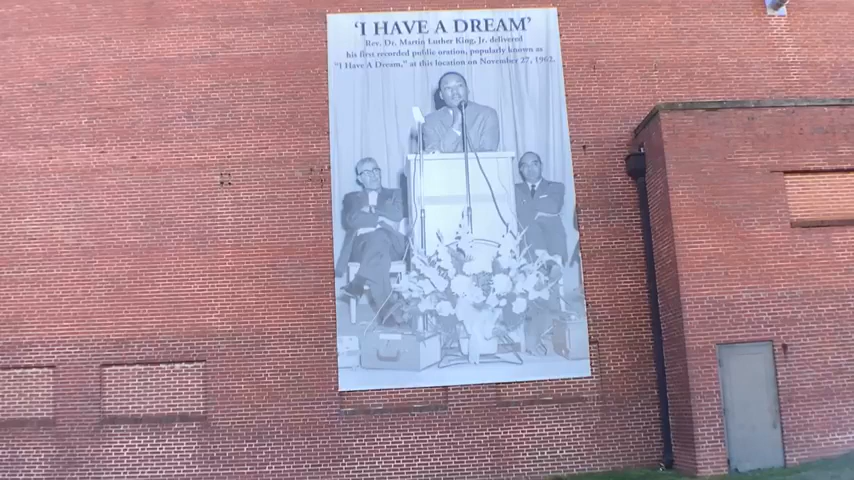 ‘I HAVE A DREAM’
Rev. Dr. Martin Luther King, Jr. delivered
his first recorded public oration, popularly known as
“I Have A Dream,” at this location on November 27, 1962.